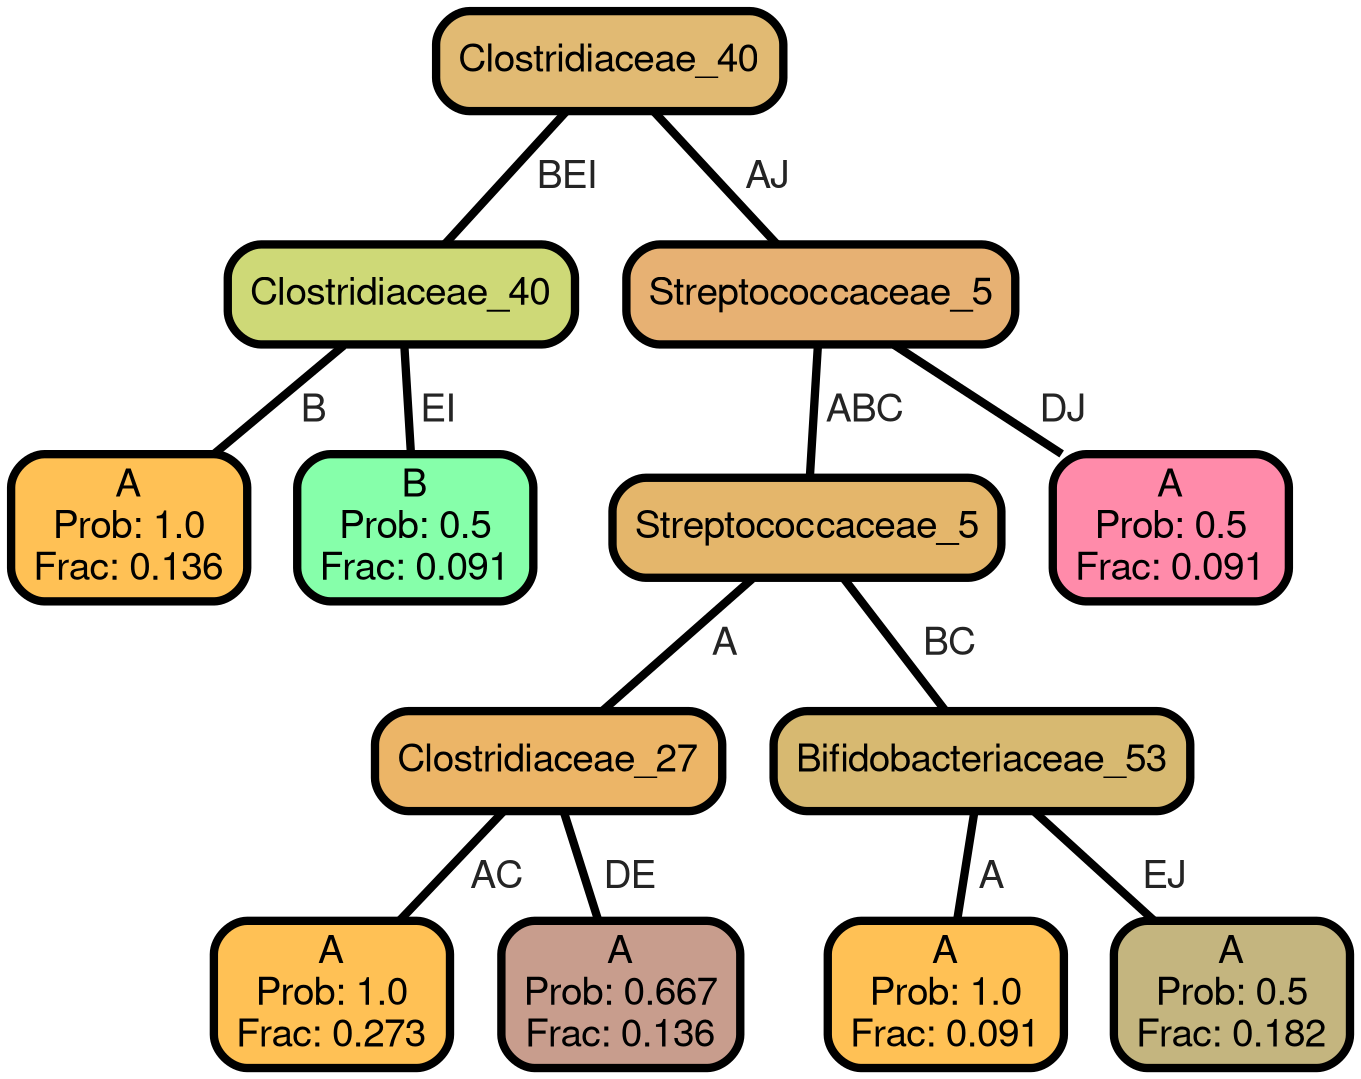 Clostridiaceae_40
BEI
AJ
Clostridiaceae_40
Streptococcaceae_5
B
EI
ABC
DJ
A
Prob: 1.0
Frac: 0.136
B
Prob: 0.5
Frac: 0.091
Streptococcaceae_5
A
Prob: 0.5
Frac: 0.091
A
BC
Clostridiaceae_27
Bifidobacteriaceae_53
AC
DE
A
EJ
A
Prob: 1.0
Frac: 0.273
A
Prob: 0.667
Frac: 0.136
A
Prob: 1.0
Frac: 0.091
A
Prob: 0.5
Frac: 0.182